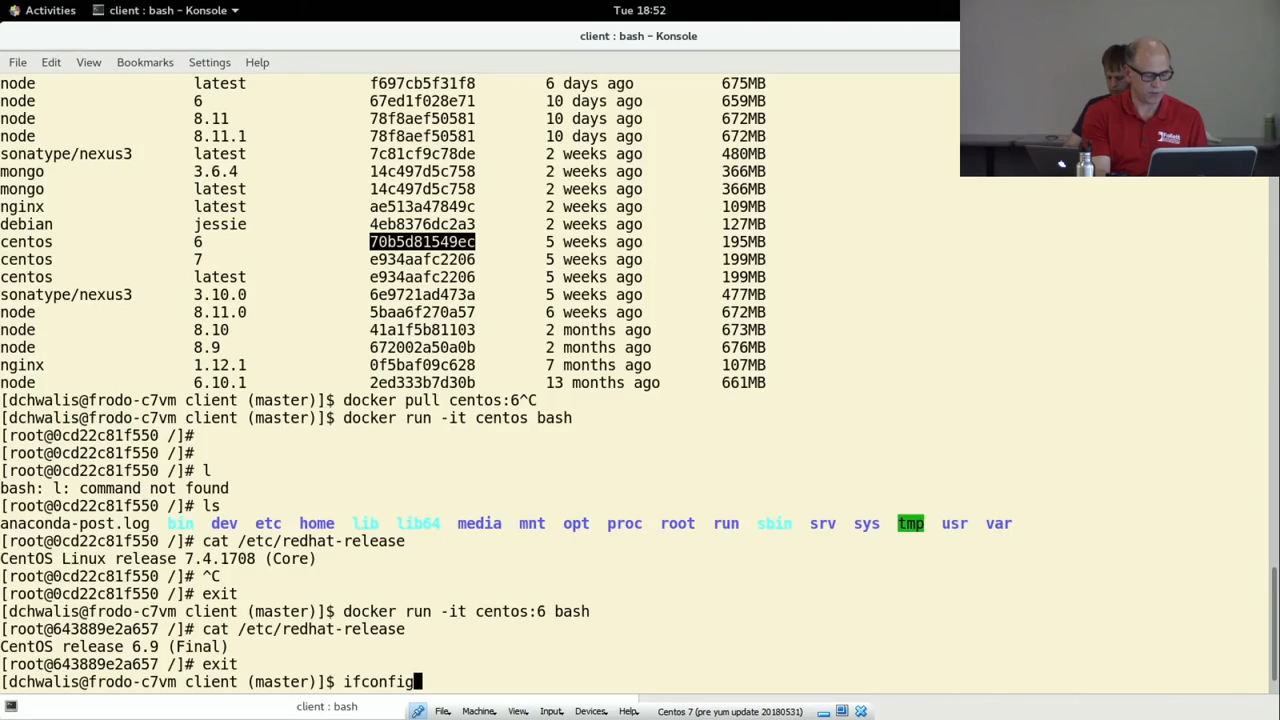 Activities client : bash – Konsole Tue 18:52
client : bash – Konsole
File Edit View Bookmarks Settings Help
node latest f697cb5f31f8 6 days ago 675MB
node 6 67ed1f028e71 10 days ago 659MB
node 8.11 78f8aef50581 10 days ago 672MB
node 8.11.1 78f8aef50581 10 days ago 672MB
sonatype/nexus3 latest 7c81cf9c78de 2 weeks ago 480MB
mongo 3.6.4 14c497d5c758 2 weeks ago 366MB
mongo latest 14c497d5c758 2 weeks ago 366MB
nginx latest ae513a47849c 2 weeks ago 109MB
debian jessie 4eb8376dc2a3 2 weeks ago 127MB
centos 6 70b5d81549ec 5 weeks ago 195MB
centos 7 e934aafc2206 5 weeks ago 199MB
centos latest e934aafc2206 5 weeks ago 199MB
sonatype/nexus3 3.10.0 6e9721ad473a 5 weeks ago 477MB
node 8.11.0 5baa6f270a57 6 weeks ago 672MB
node 8.10 41a1f5b81103 2 months ago 673MB
node 8.9 672002a50a0b 2 months ago 676MB
nginx 1.12.1 0f5baf09c628 7 months ago 107MB
node 6.10.1 2ed333b7d30b 13 months ago 661MB
[dchwalis@frodo-c7vm client (master)]$ docker pull centos:6^C
[dchwalis@frodo-c7vm client (master)]$ docker run -it centos bash
[root@0cd22c81f550 /]#
[root@0cd22c81f550 /]#
[root@0cd22c81f550 /]# l
bash: l: command not found
[root@0cd22c81f550 /]# ls
anaconda-post.log bin dev etc home lib lib64 media mnt opt proc root run sbin srv sys tmp usr var
[root@0cd22c81f550 /]# cat /etc/redhat-release
CentOS Linux release 7.4.1708 (Core)
[root@0cd22c81f550 /]# ^C
[root@0cd22c81f550 /]# exit
[dchwalis@frodo-c7vm client (master)]$ docker run -it centos:6 bash
[root@643889e2a657 /]# cat /etc/redhat-release
CentOS release 6.9 (Final)
[root@643889e2a657 /]# exit
[dchwalis@frodo-c7vm client (master)]$ ifconfig
client : bash
File Machine View Input Devices Help Centos 7 (pre yum update 20180531)
Follett